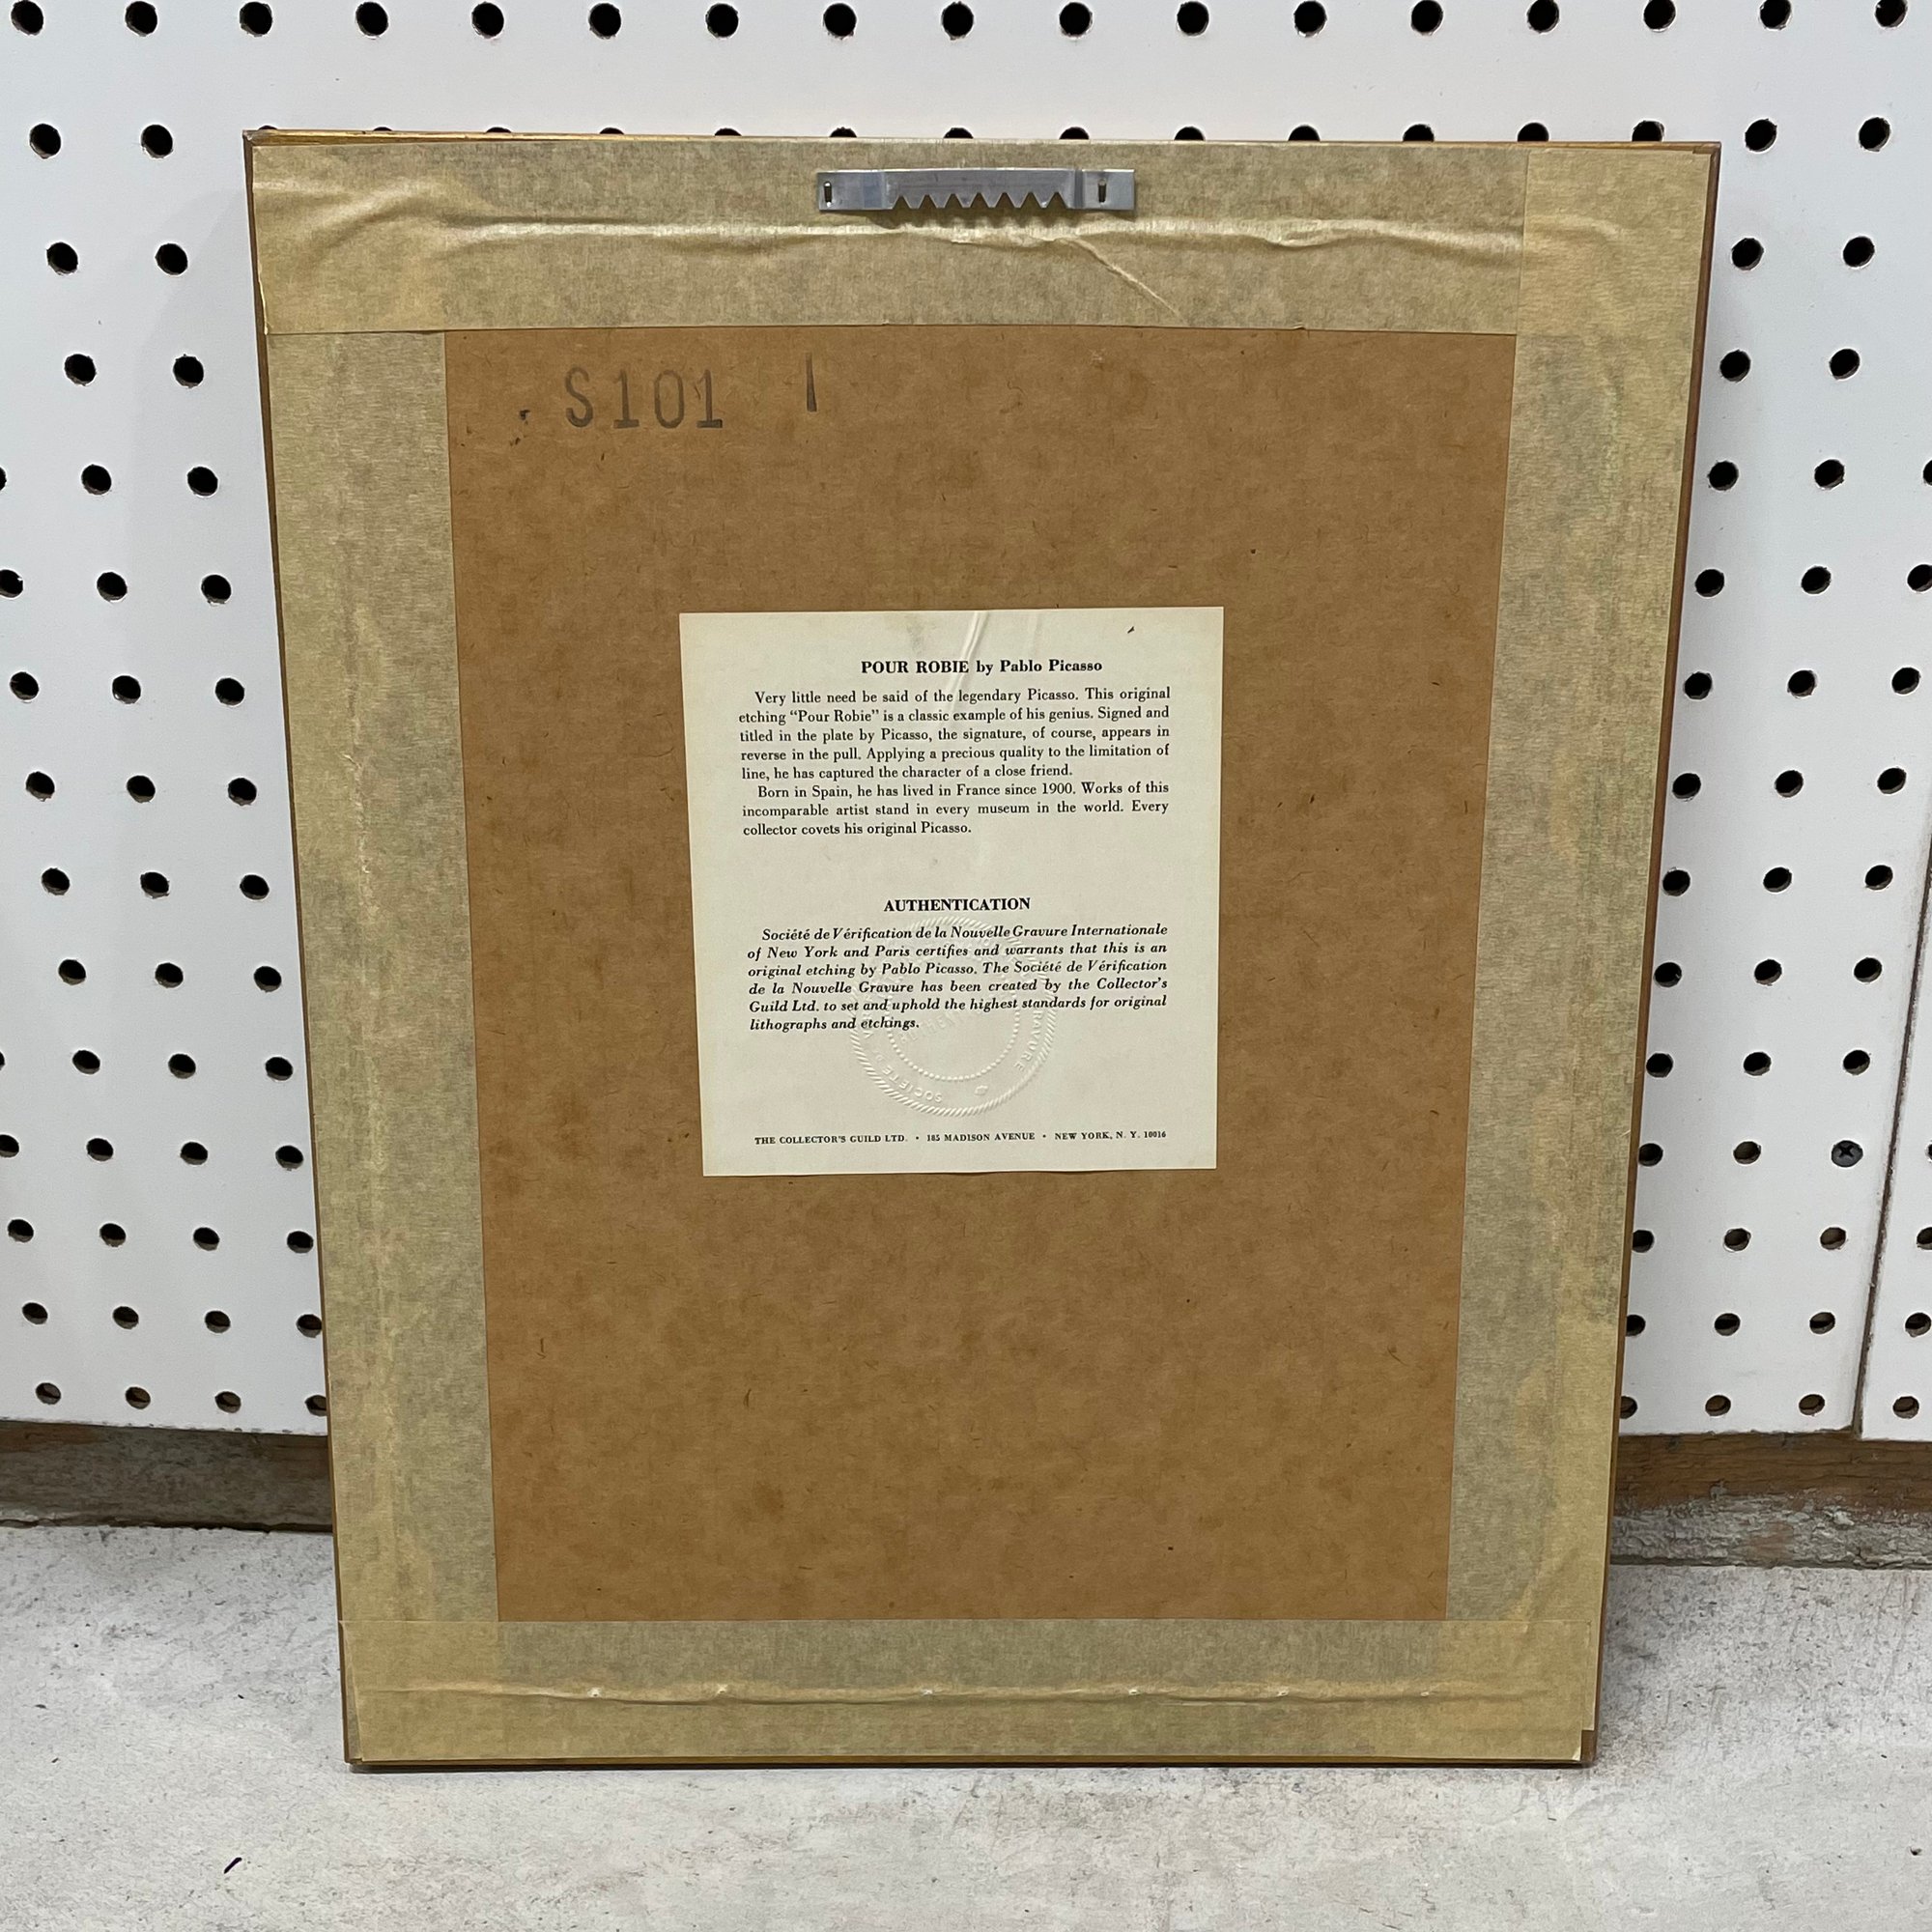 S101 1
POUR ROBIE by Pablo Picasso
Very little need be said of the legendary Picasso. This original
etching “Pour Robie” is a classic example of his genius. Signed and
titled in the plate by Picasso, the signature, of course, appears in
reverse in the pull. Applying a precious quality to the limitation of
line, he has captured the character of a close friend.
Born in Spain, he has lived in France since 1900. Works of this
incomparable artist stand in every museum in the world. Every
collector covets his original Picasso.
AUTHENTICATION
Société de Vérification de la Nouvelle Gravure Internationale
of New York and Paris certifies and warrants that this is an
original etching by Pablo Picasso. The Société de Vérification
de la Nouvelle Gravure has been created by the Collector's
Guild Ltd. to set and uphold the highest standards for original
lithographs and etchings.
SOCIETE GRAVURE
THE COLLECTOR'S GUILD LTD. • 185 MADISON AVENUE • NEW YORK, N. Y. 10016